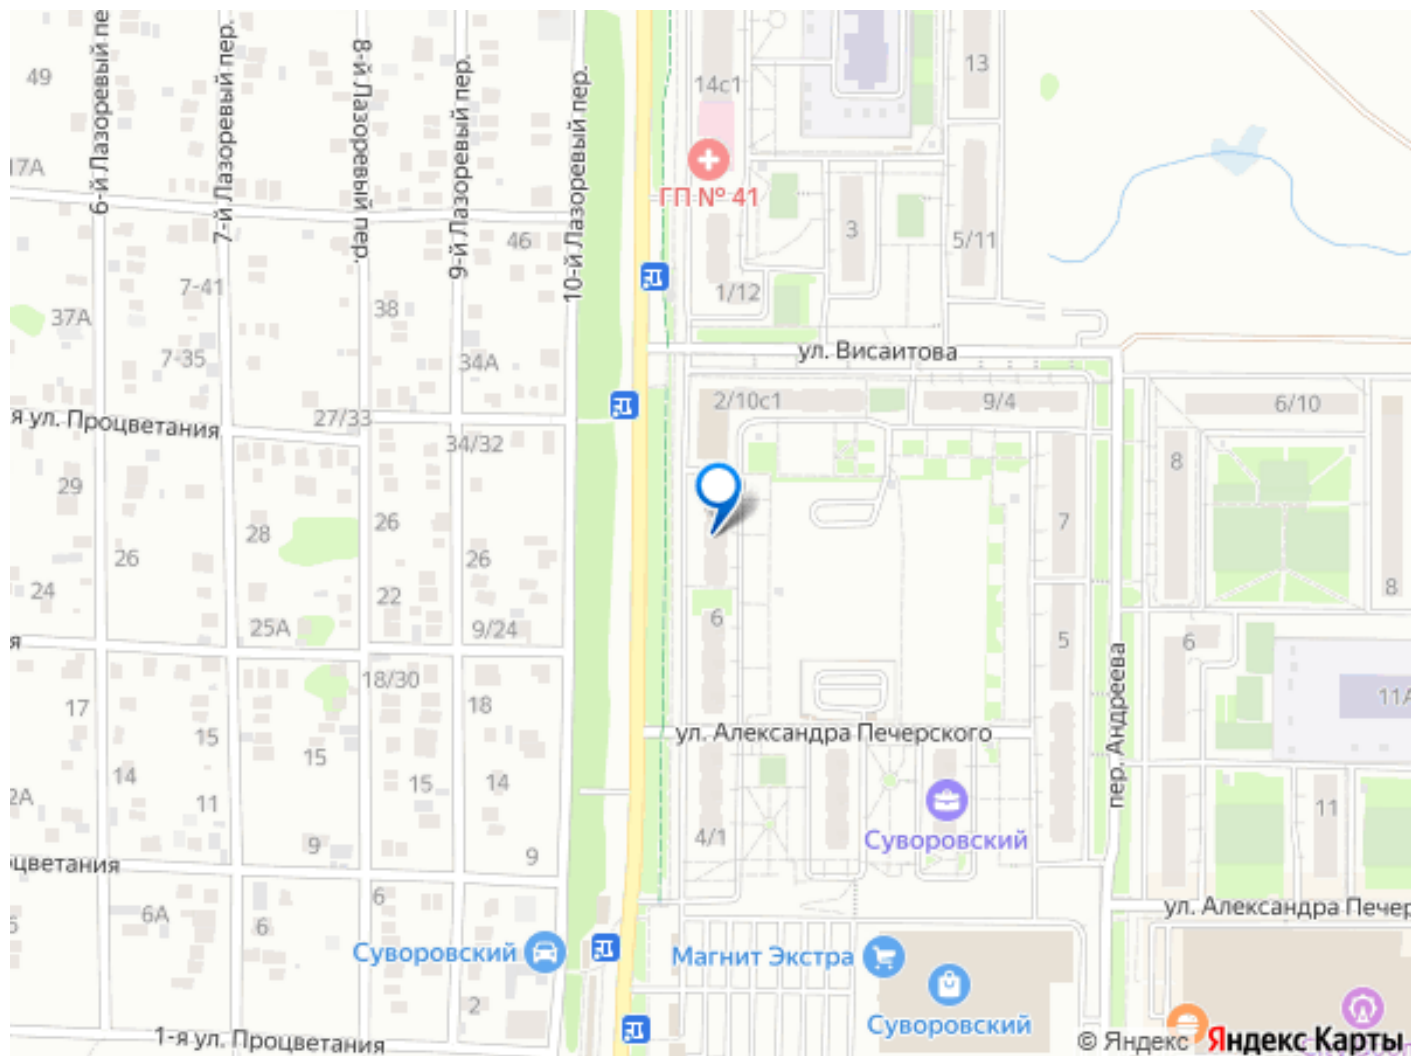 49
6-й Лазоревый пе
7-й Лазоревый пер.
8-й Лазоревый пер.
9-й Лазоревый пер.
10-й Лазоревый пер.
14с1
13
17А
ГП № 41
46
3
5/11
7-41
1/12
37А
38
7-35
34А
ул. Висаитова
2/10с1
9/4
6/10
я ул. Процветания
27/33
34/32
8
29
26
7
28
26
26
24
22
8
25А
9/24
6
5
6
я
18/30
17
18
11А
пер. Андреева
15
15
ул. Александра Печерского
14
15
14
2А
11
11
4/1
Суворовский
9
9
цветания
6А
6
6
5
ул. Александра Печер
Суворовский
Магнит Экстра
2
Суворовский
1-я ул. Процветания
© Яндекс Яндекс Карты